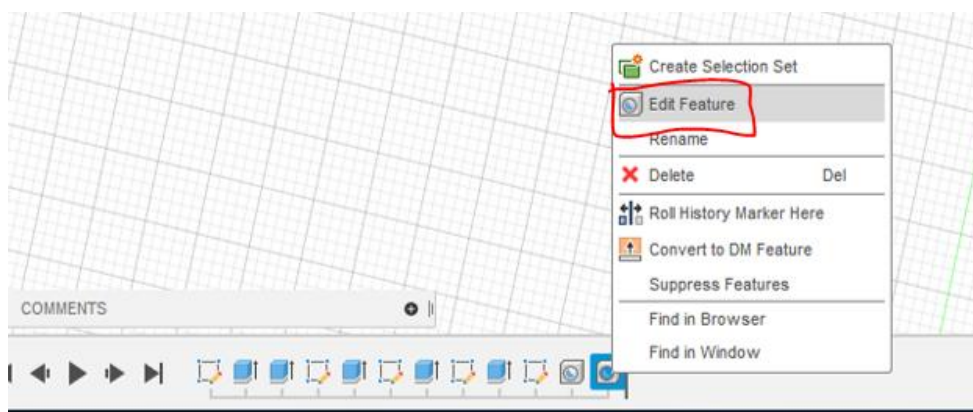 Create Selection Set
Edit Feature
Rename
Delete Del
Roll History Marker Here
Convert to DM Feature
Suppress Features
Find in Browser
Find in Window
COMMENTS